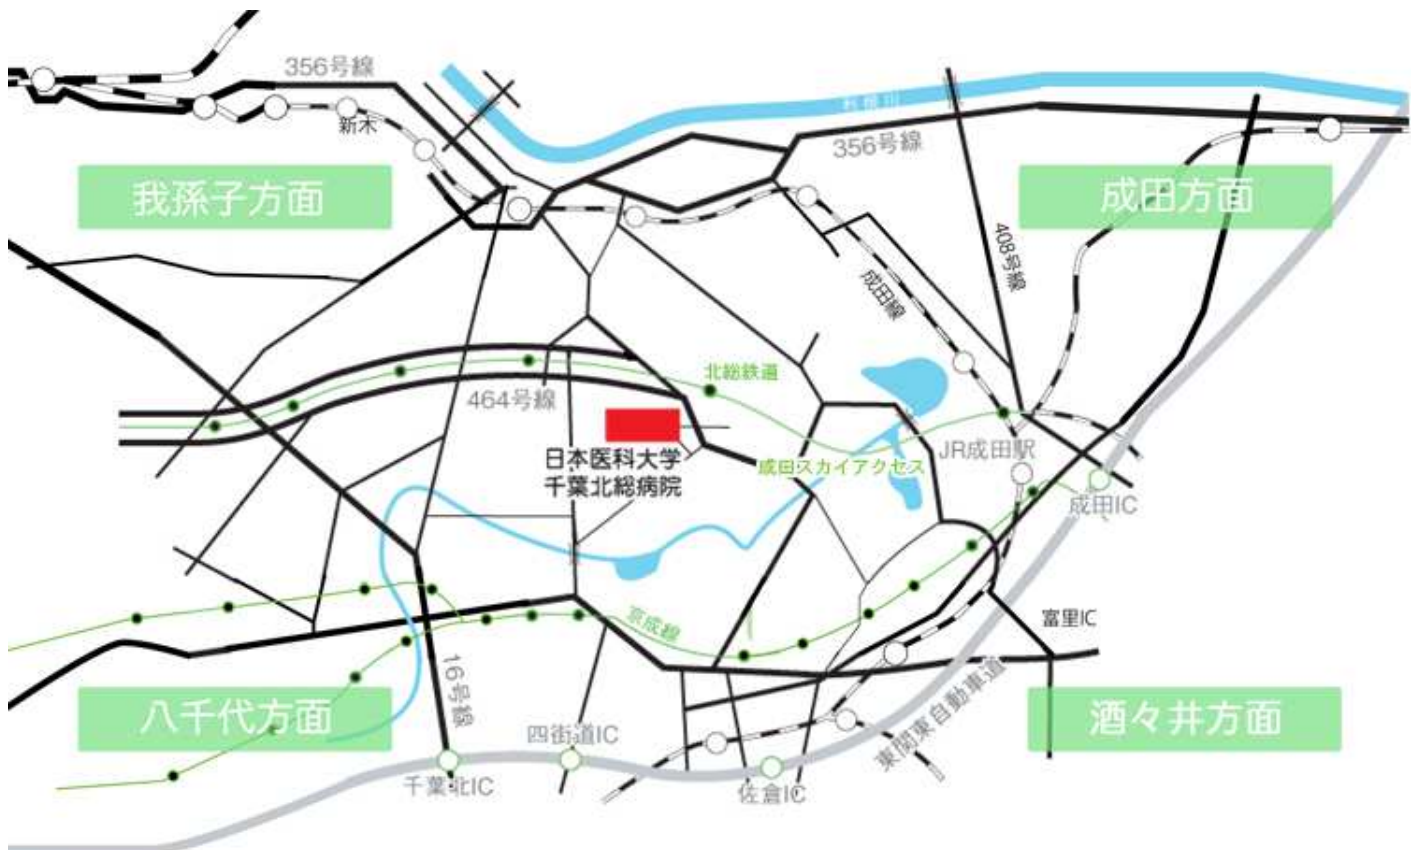 356号線
利根川
新木
356号線
我孫子方面
成田方面
408号線
成田線
北総鉄道
464号線
JR成田駅
日本医科大学
千葉北総病院
成田スカイアクセス
成田IC
京成線
富里IC
16号線
八千代方面
酒々井方面
四街道IC
東関東自動車道
千葉北IC
佐倉IC